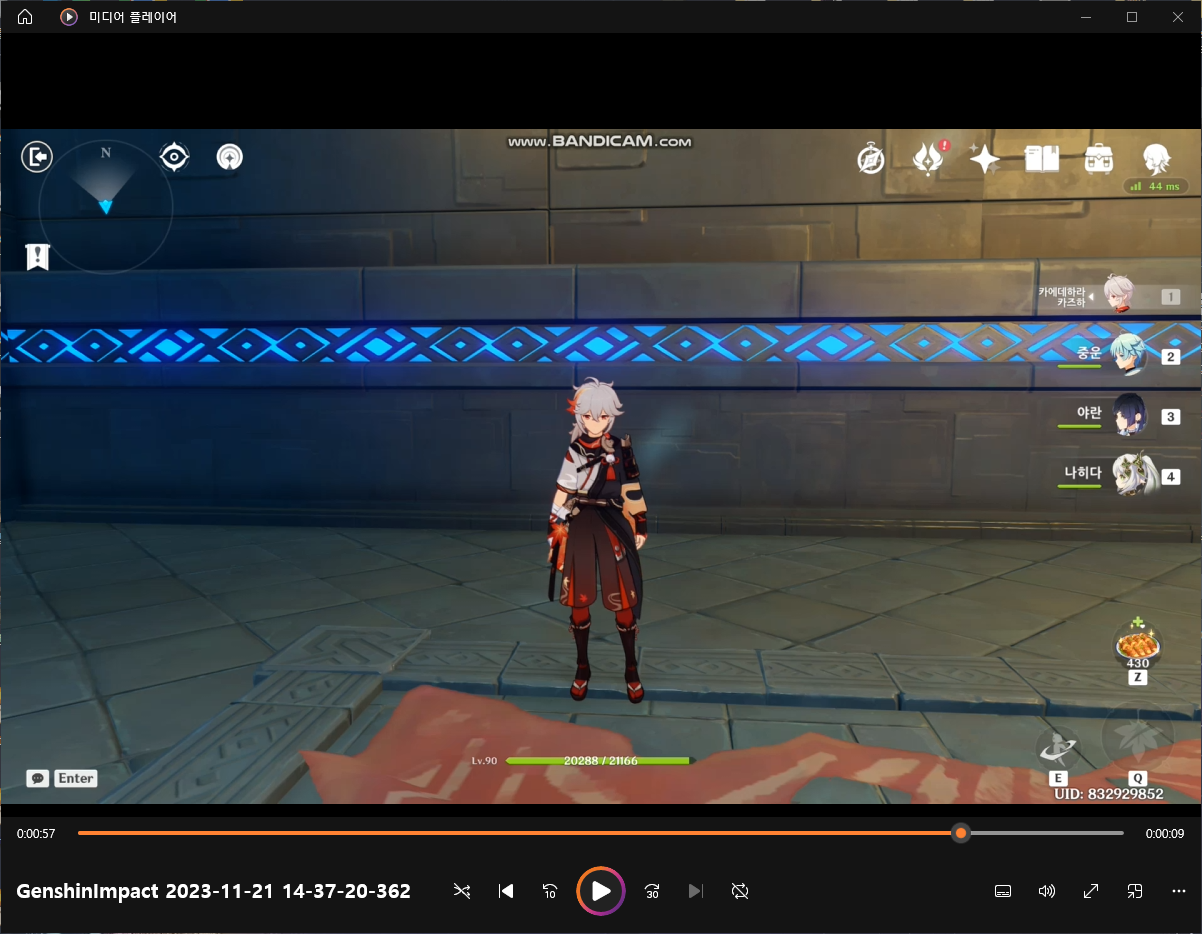 미디어 플레이어
www.BANDICAM.com
N
44 ms
카에데하라
카즈하
1
중운
2
야란
3
나히다
4
430
Z
Lv.90
20288 / 21166
Enter
E
Q
UID: 832929852
0:00:57
0:00:09
GenshinImpact 2023-11-21 14-37-20-362
10
30